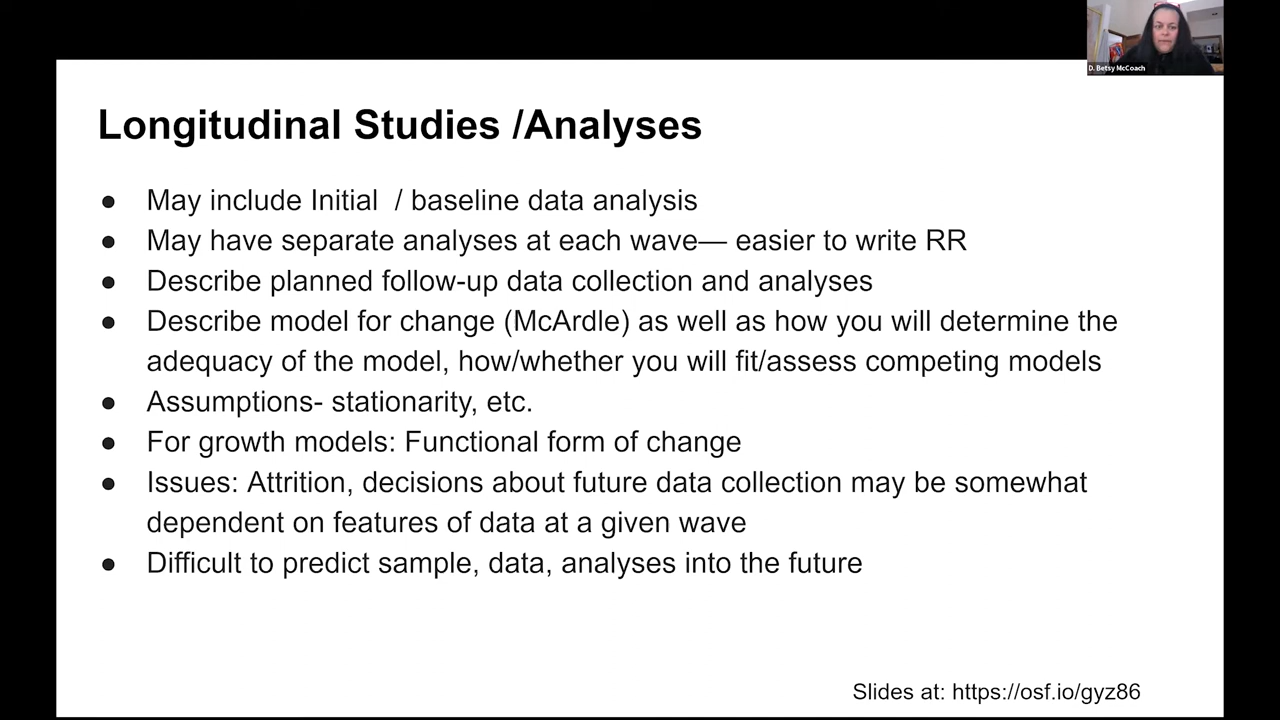 D. Betsy McCoach
Longitudinal Studies /Analyses
● May include Initial  / baseline data analysis
● May have separate analyses at each wave— easier to write RR
● Describe planned follow-up data collection and analyses
● Describe model for change (McArdle) as well as how you will determine the
adequacy of the model, how/whether you will fit/assess competing models
● Assumptions- stationarity, etc.
● For growth models: Functional form of change
● Issues: Attrition, decisions about future data collection may be somewhat
dependent on features of data at a given wave
● Difficult to predict sample, data, analyses into the future
Slides at: https://osf.io/gyz86